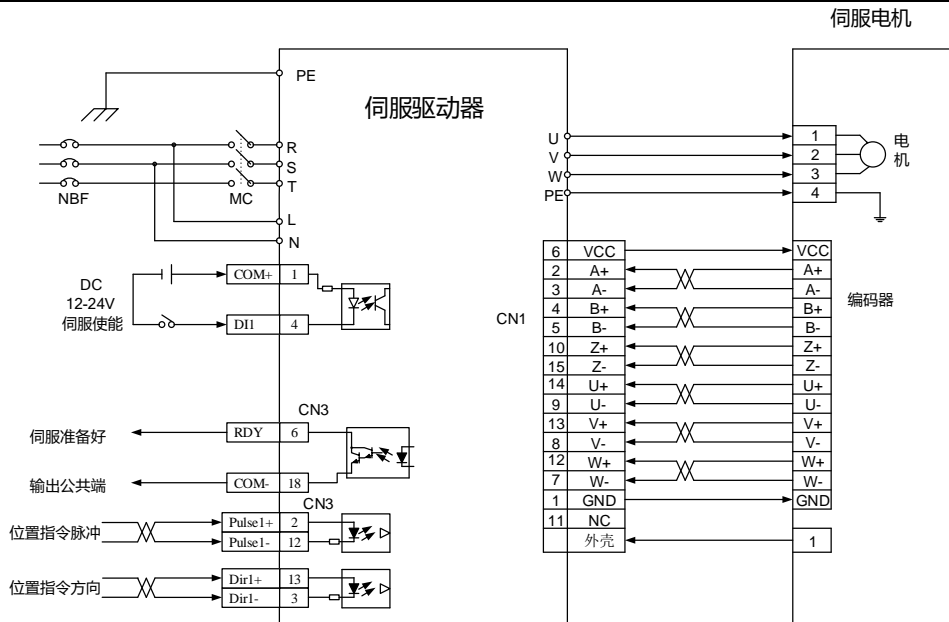 伺服电机
PE
伺服驱动器
R
S
T
NBF
MC
L
N
U
V
W
PE
1
2
3
4
电机
DC
12-24V
伺服使能
COM+ 1
DI1 4
CN3
伺服准备好
RDY 6
输出公共端
COM- 18
CN3
位置指令脉冲
Pulse1+ 2
Pulse1- 12
位置指令方向
Dir1+ 13
Dir1- 3
CN1
6 VCC VCC
2 A+ A+
3 A- A-
4 B+ B+
5 B- B-
10 Z+ Z+
15 Z- Z-
14 U+ U+
9 U- U-
13 V+ V+
8 V- V-
12 W+ W+
7 W- W-
1 GND GND
11 NC
外壳 1
编码器